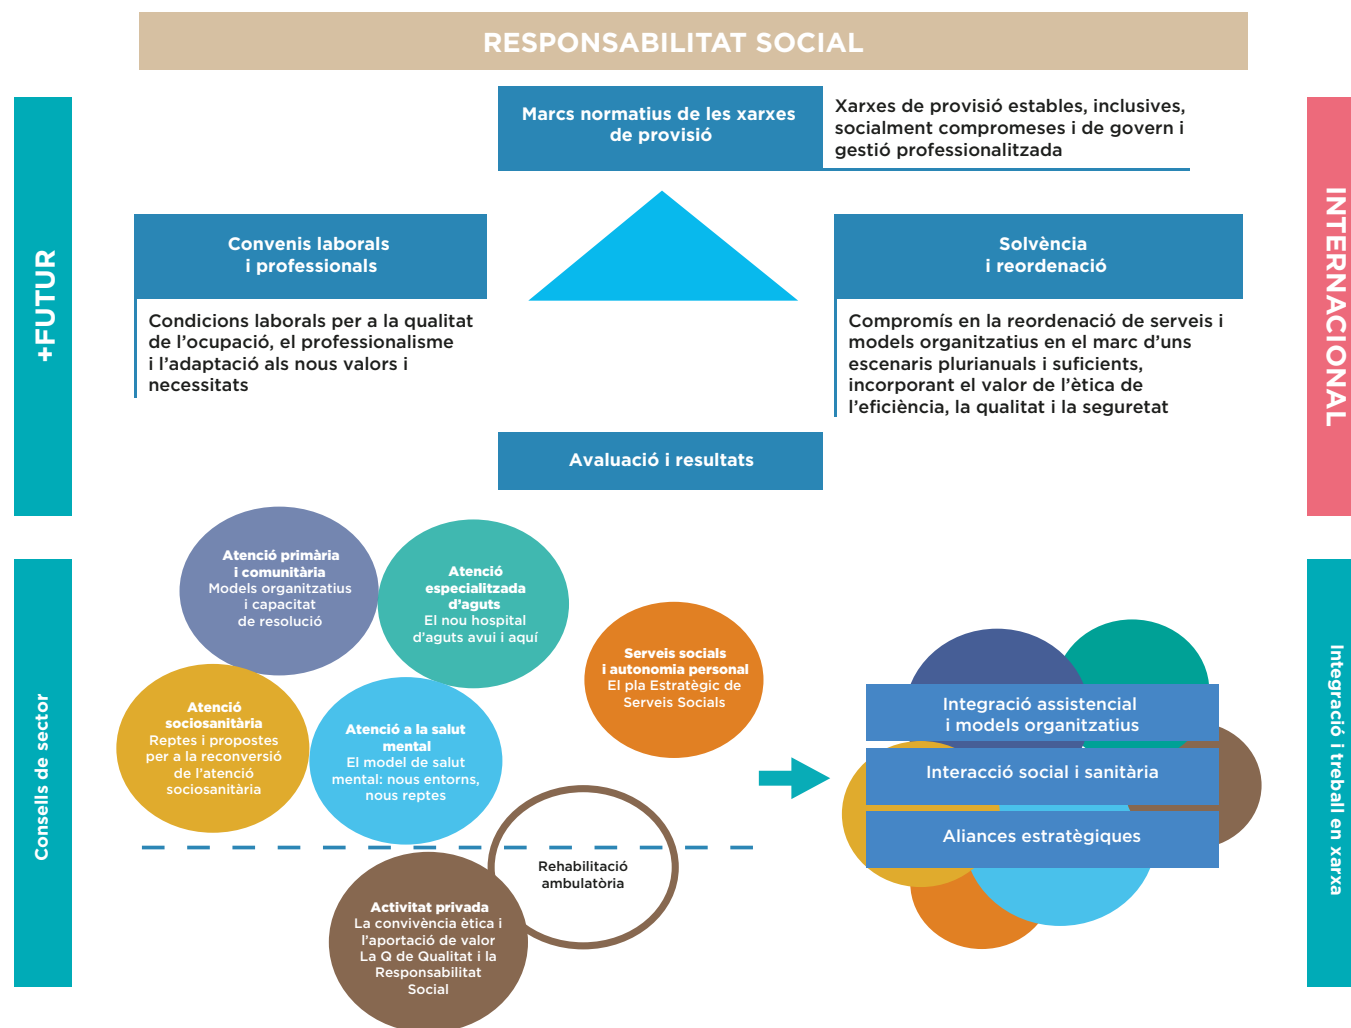 RESPONSABILITAT SOCIAL
+FUTUR
INTERNACIONAL
Marcs normatius de les xarxes
de provisió
Xarxes de provisió estables, inclusives,
socialment compromeses i de govern i
gestió professionalitzada
Convenis laborals
i professionals
Condicions laborals per a la qualitat
de l’ocupació, el professionalisme
i l’adaptació als nous valors i
necessitats
Solvència
i reordenació
Compromís en la reordenació de serveis i
models organitzatius en el marc d’uns
escenaris plurianuals i suficients,
incorporant el valor de l’ètica de
l’eficiència, la qualitat i la seguretat
Avaluació i resultats
Consells de sector
Atenció primària
i comunitària
Models organitzatius
i capacitat
de resolució
Atenció
especialitzada
d’aguts
El nou hospital
d’aguts avui i aquí
Serveis socials
i autonomia personal
El pla Estratègic de
Serveis Socials
Atenció
sociosanitària
Reptes i propostes
per a la reconversió
de l’atenció
sociosanitària
Atenció a la salut
mental
El model de salut
mental: nous entorns,
nous reptes
Rehabilitació
ambulatòria
Activitat privada
La convivència ètica i
l’aportació de valor
La Q de Qualitat i la
Responsabilitat
Social
Integració assistencial
i models organitzatius
Interacció social i sanitària
Aliances estratègiques
Integració i treball en xarxa